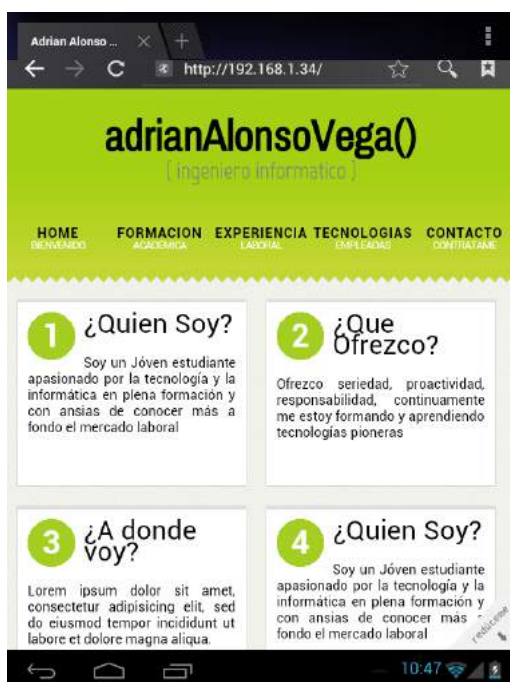 Adrian Alonso ...
http://192.168.1.34/
adrianAlonsoVega()
[ ingeniero informatico }
HOME FORMACION EXPERIENCIA TECNOLOGIAS CONTACTO
BIENVENIDO ACADEMICA LABORAL EMPLEADAS CONTRATAME
1
¿Quien Soy?
Soy un Jóven estudiante
apasionado por la tecnología y la
informática en plena formación y
con ansias de conocer más a
fondo el mercado laboral
2
¿Que
Ofrezco?
Ofrezco seriedad, proactividad,
responsabilidad, continuamente
me estoy formando y aprendiendo
tecnologías pioneras
3
¿A donde
voy?
Lorem ipsum dolor sit amet,
consectetur adipisicing elit, sed
do eiusmod tempor incididunt ut
labore et dolore magna aliqua.
4
¿Quien Soy?
Soy un Jóven estudiante
apasionado por la tecnología y la
informática en plena formación y
con ansias de conocer más
fondo el mercado laboral
reduceme
10:47